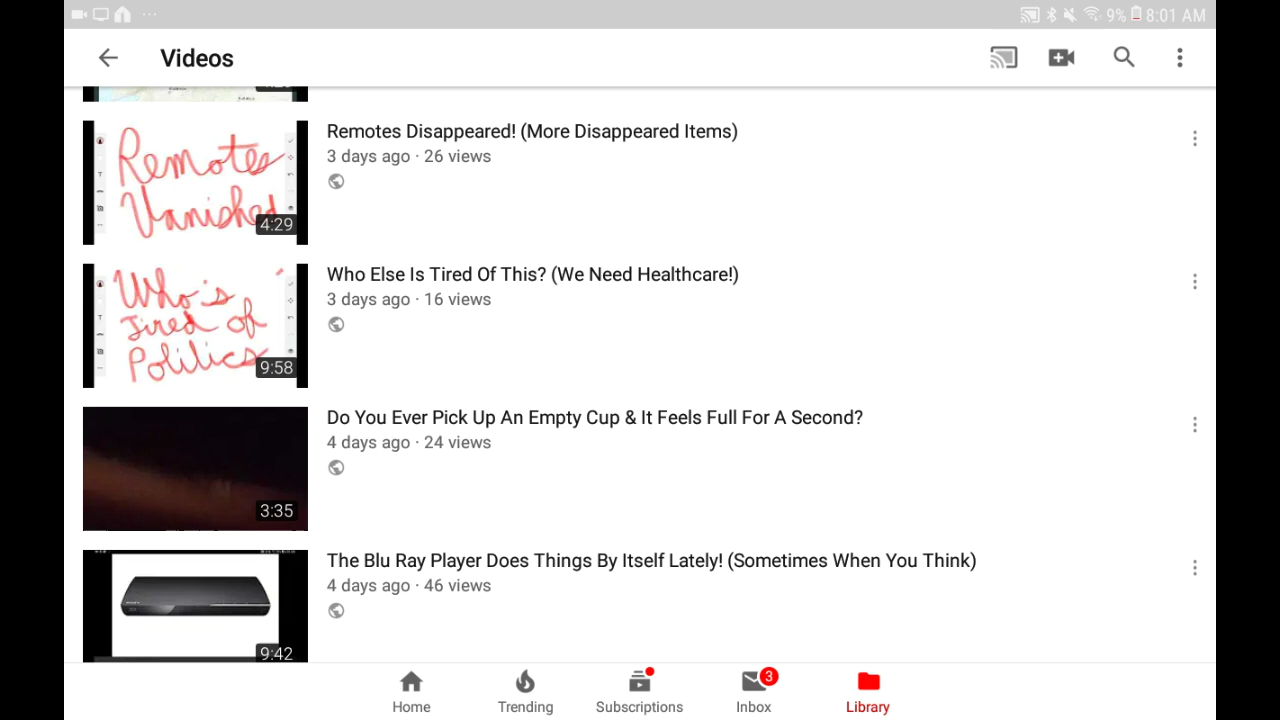 9% 8:01 AM
Videos
Remotes Disappeared! (More Disappeared Items)
3 days ago · 26 views
Remotes
Vanished
4:29
Who Else Is Tired Of This? (We Need Healthcare!)
3 days ago · 16 views
Who's
Tired of
Politics
9:58
Do You Ever Pick Up An Empty Cup & It Feels Full For A Second?
4 days ago · 24 views
3:35
The Blu Ray Player Does Things By Itself Lately! (Sometimes When You Think)
4 days ago · 46 views
SONY
9:42
Home
Trending
Subscriptions
Inbox
3
Library